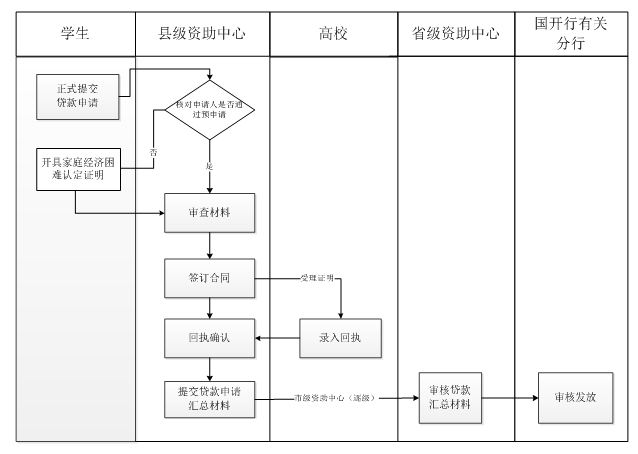 学生
县级资助中心
高校
省级资助中心
国开行有关
分行
正式提交
贷款申请
核对申请人是否通
过预申请
否
开具家庭经济困
难认定证明
是
审查材料
签订合同
受理证明
回执确认
录入回执
提交贷款申请
汇总材料
市级资助中心（逐级）
审核贷款
汇总材料
审核发放